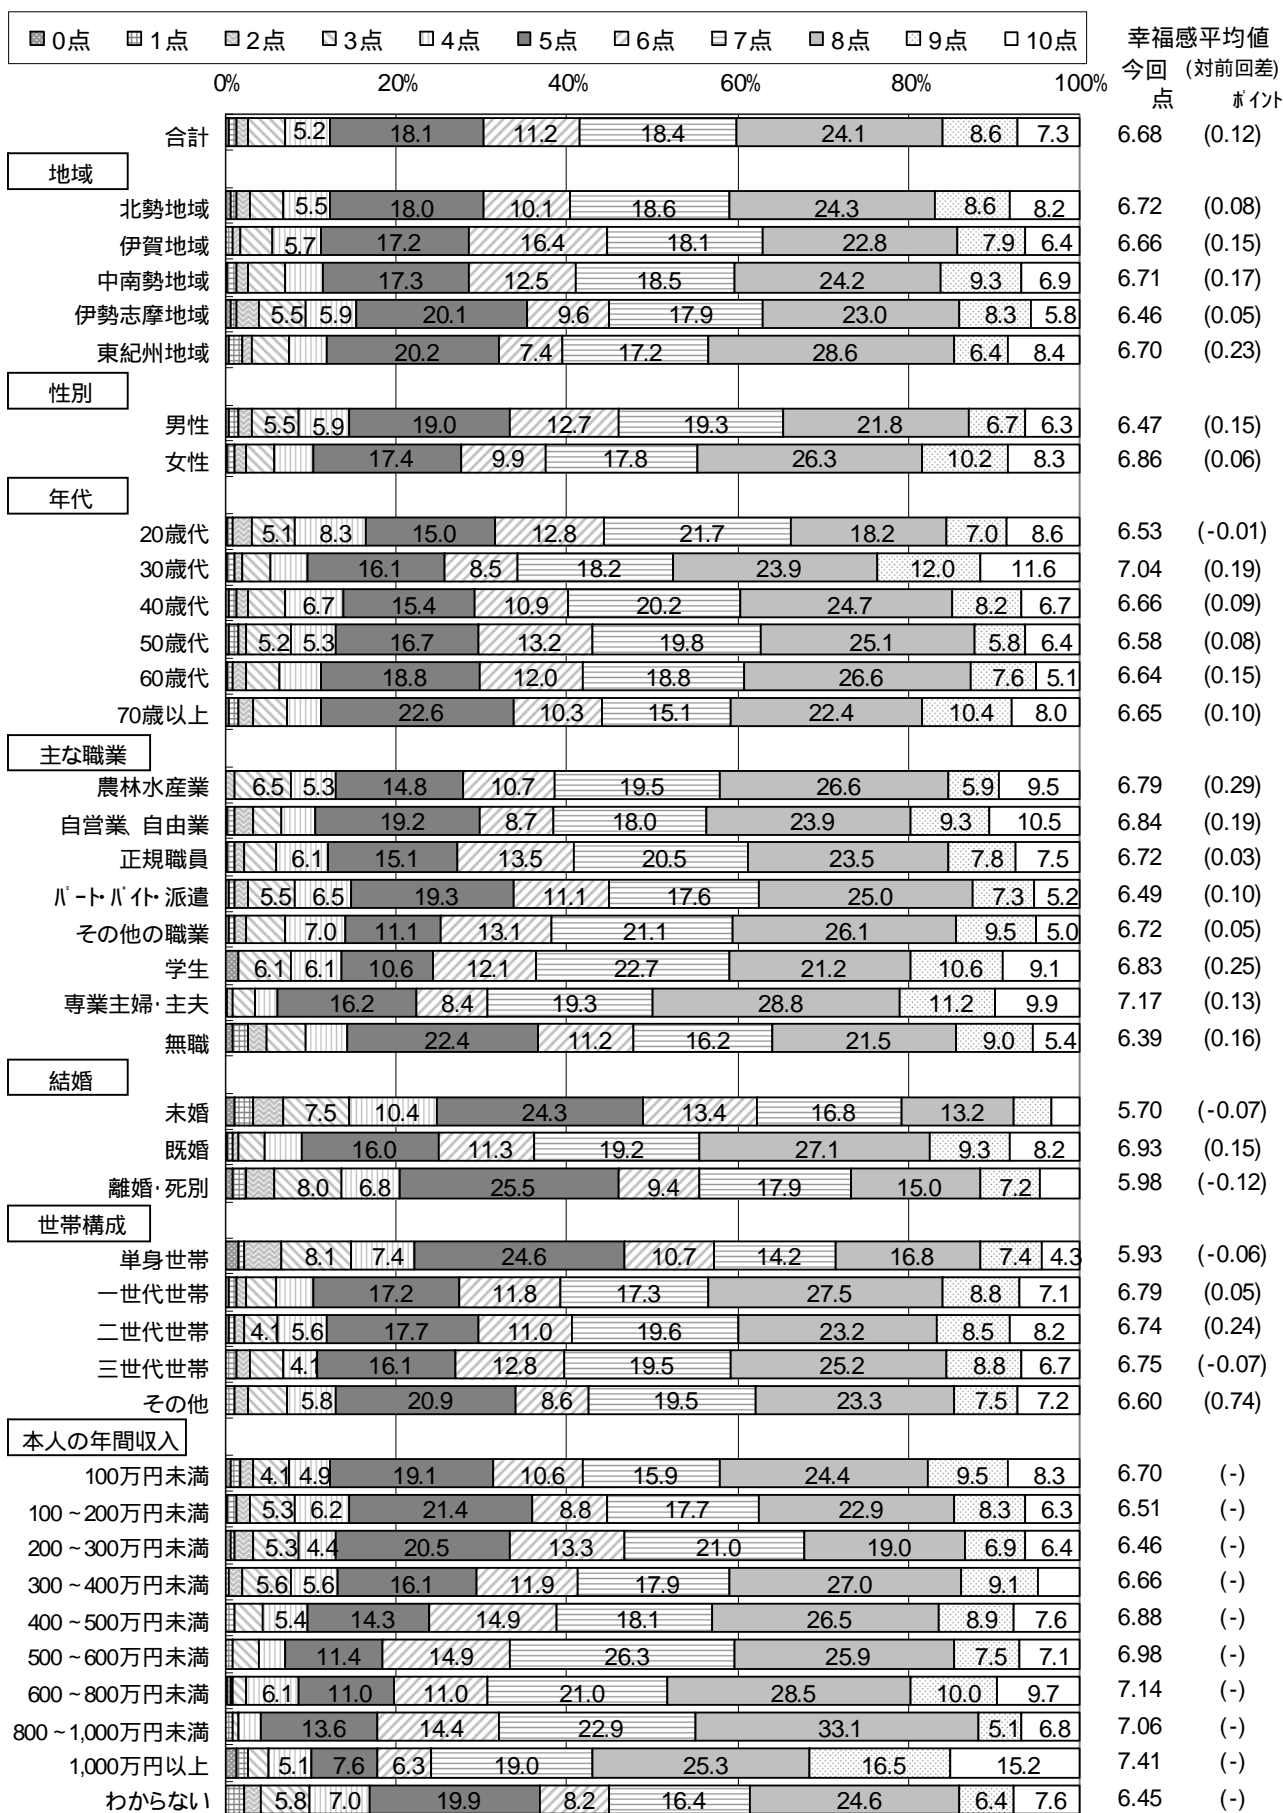 0点 1点 2点 3点 4点 5点 6点 7点 8点 9点 10点
幸福感平均値
今回 (対前回差)
点 ポイント
0% 20% 40% 60% 80% 100%
合計 5.2 18.1 11.2 18.4 24.1 8.6 7.3 6.68 (0.12)
地域
北勢地域 5.5 18.0 10.1 18.6 24.3 8.6 8.2 6.72 (0.08)
伊賀地域 5.7 17.2 16.4 18.1 22.8 7.9 6.4 6.66 (0.15)
中南勢地域 17.3 12.5 18.5 24.2 9.3 6.9 6.71 (0.17)
伊勢志摩地域 5.5 5.9 20.1 9.6 17.9 23.0 8.3 5.8 6.46 (0.05)
東紀州地域 20.2 7.4 17.2 28.6 6.4 8.4 6.70 (0.23)
性別
男性 5.5 5.9 19.0 12.7 19.3 21.8 6.7 6.3 6.47 (0.15)
女性 17.4 9.9 17.8 26.3 10.2 8.3 6.86 (0.06)
年代
20歳代 5.1 8.3 15.0 12.8 21.7 18.2 7.0 8.6 6.53 (-0.01)
30歳代 16.1 8.5 18.2 23.9 12.0 11.6 7.04 (0.19)
40歳代 6.7 15.4 10.9 20.2 24.7 8.2 6.7 6.66 (0.09)
50歳代 5.2 5.3 16.7 13.2 19.8 25.1 5.8 6.4 6.58 (0.08)
60歳代 18.8 12.0 18.8 26.6 7.6 5.1 6.64 (0.15)
70歳以上 22.6 10.3 15.1 22.4 10.4 8.0 6.65 (0.10)
主な職業
農林水産業 6.5 5.3 14.8 10.7 19.5 26.6 5.9 9.5 6.79 (0.29)
自営業、自由業 19.2 8.7 18.0 23.9 9.3 10.5 6.84 (0.19)
正規職員 6.1 15.1 13.5 20.5 23.5 7.8 7.5 6.72 (0.03)
パート・バイト・派遣 5.5 6.5 19.3 11.1 17.6 25.0 7.3 5.2 6.49 (0.10)
その他の職業 7.0 11.1 13.1 21.1 26.1 9.5 5.0 6.72 (0.05)
学生 6.1 6.1 10.6 12.1 22.7 21.2 10.6 9.1 6.83 (0.25)
専業主婦・主夫 16.2 8.4 19.3 28.8 11.2 9.9 7.17 (0.13)
無職 22.4 11.2 16.2 21.5 9.0 5.4 6.39 (0.16)
結婚
未婚 7.5 10.4 24.3 13.4 16.8 13.2 5.70 (-0.07)
既婚 16.0 11.3 19.2 27.1 9.3 8.2 6.93 (0.15)
離婚・死別 8.0 6.8 25.5 9.4 17.9 15.0 7.2 5.98 (-0.12)
世帯構成
単身世帯 8.1 7.4 24.6 10.7 14.2 16.8 7.4 4.3 5.93 (-0.06)
一世代世帯 17.2 11.8 17.3 27.5 8.8 7.1 6.79 (0.05)
二世代世帯 4.1 5.6 17.7 11.0 19.6 23.2 8.5 8.2 6.74 (0.24)
三世代世帯 4.1 16.1 12.8 19.5 25.2 8.8 6.7 6.75 (-0.07)
その他 5.8 20.9 8.6 19.5 23.3 7.5 7.2 6.60 (0.74)
本人の年間収入
100万円未満 4.1 4.9 19.1 10.6 15.9 24.4 9.5 8.3 6.70 (-)
100~200万円未満 5.3 6.2 21.4 8.8 17.7 22.9 8.3 6.3 6.51 (-)
200~300万円未満 5.3 4.4 20.5 13.3 21.0 19.0 6.9 6.4 6.46 (-)
300~400万円未満 5.6 5.6 16.1 11.9 17.9 27.0 9.1 6.66 (-)
400~500万円未満 5.4 14.3 14.9 18.1 26.5 8.9 7.6 6.88 (-)
500~600万円未満 11.4 14.9 26.3 25.9 7.5 7.1 6.98 (-)
600~800万円未満 6.1 11.0 11.0 21.0 28.5 10.0 9.7 7.14 (-)
800~1,000万円未満 13.6 14.4 22.9 33.1 5.1 6.8 7.06 (-)
1,000万円以上 5.1 7.6 6.3 19.0 25.3 16.5 15.2 7.41 (-)
わからない 5.8 7.0 19.9 8.2 16.4 24.6 6.4 7.6 6.45 (-)